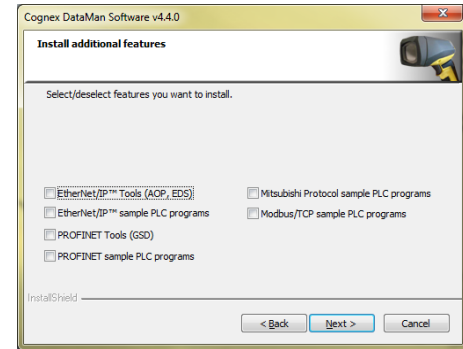 Cognex DataMan Software v4.4.0
Install additional features
Select/deselect features you want to install.
EtherNet/IP™ Tools (AOP, EDS)
EtherNet/IP™ sample PLC programs
PROFINET Tools (GSD)
PROFINET sample PLC programs
Mitsubishi Protocol sample PLC programs
Modbus/TCP sample PLC programs
InstallShield
< Back
Next >
Cancel